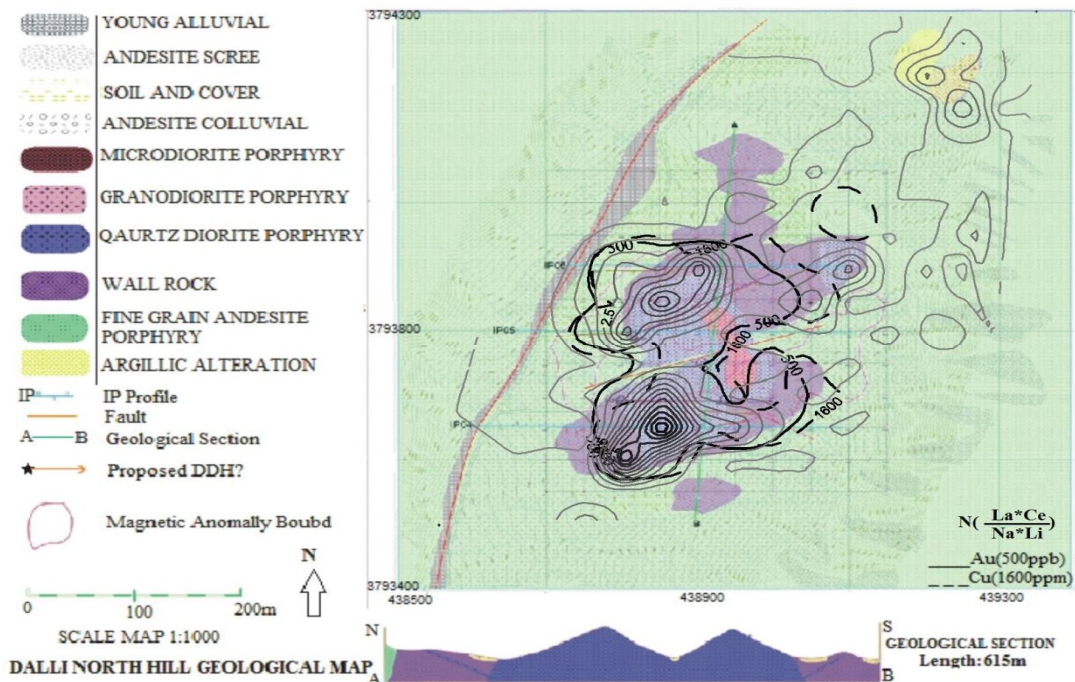 YOUNG ALLUVIAL
ANDESITE SCREE
SOIL AND COVER
ANDESITE COLLUVIAL
MICRODIORITE PORPHYRY
GRANODIORITE PORPHYRY
QAURTZ DIORITE PORPHYRY
WALL ROCK
FINE GRAIN ANDESITE
PORPHYRY
ARGILLIC ALTERATION
IP IP Profile
Fault
A B Geological Section
Proposed DDH?
Magnetic Anomally Boubd
N
0 100 200m
SCALE MAP 1:1000
DALLI NORTH HILL GEOLOGICAL MAP
3794300
3793800
3793400
438500 438900 439300
IP06
IP05
IP04
500
1600
2.5
500
1600
500
1600
N( La*Ce / Na*Li )
Au(500ppb)
Cu(1600ppm)
N S
A B
GEOLOGICAL SECTION
Length: 615m